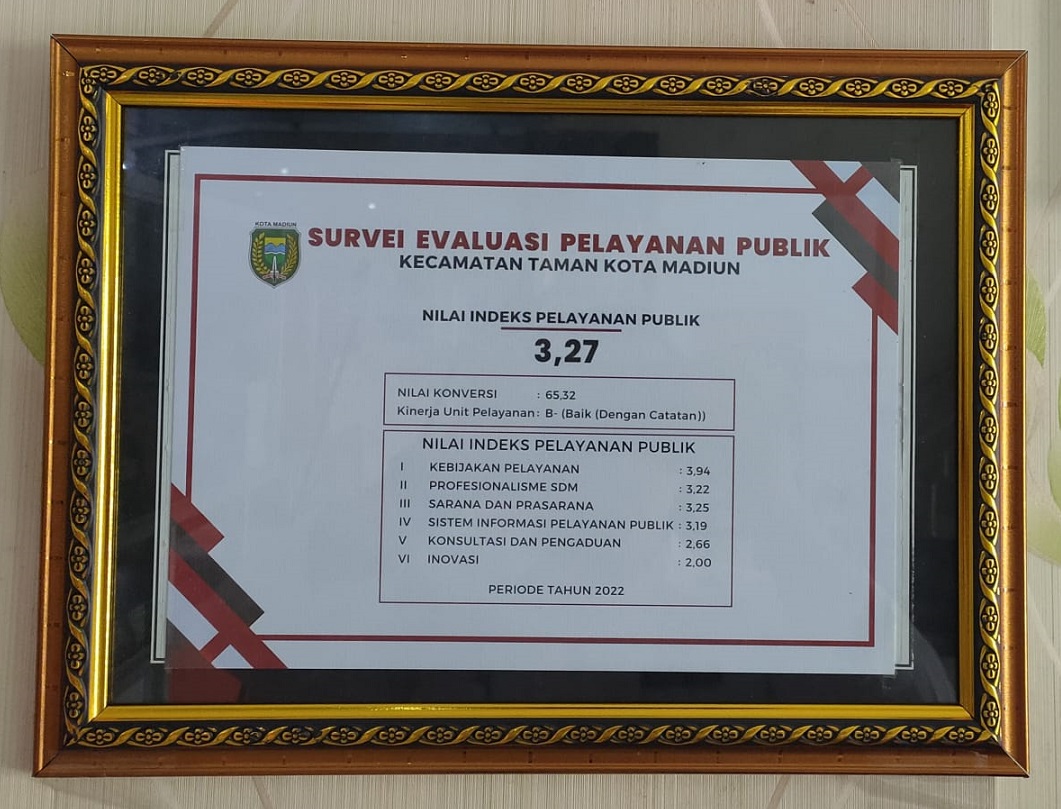 KOTA MADIUN
SURVEI EVALUASI PELAYANAN PUBLIK
KECAMATAN TAMAN KOTA MADIUN
NILAI INDEKS PELAYANAN PUBLIK
3,27
NILAI KONVERSI : 65,32
Kinerja Unit Pelayanan : B- (Baik (Dengan Catatan))
NILAI INDEKS PELAYANAN PUBLIK
I KEBIJAKAN PELAYANAN : 3,94
II PROFESIONALISME SDM : 3,22
III SARANA DAN PRASARANA : 3,25
IV SISTEM INFORMASI PELAYANAN PUBLIK : 3,19
V KONSULTASI DAN PENGADUAN : 2,66
VI INOVASI : 2,00
PERIODE TAHUN 2022